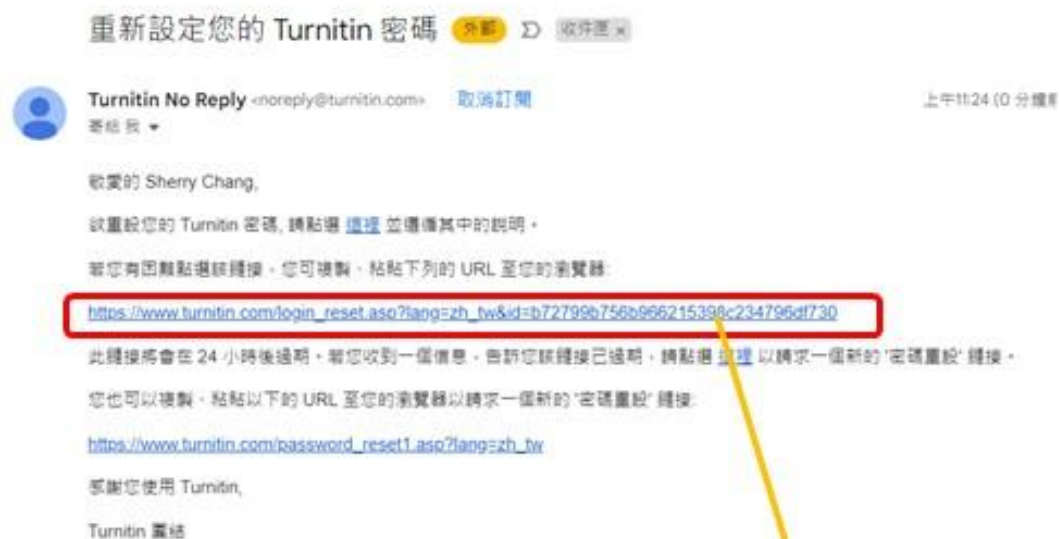 重新設定您的 Turnitin 密碼 外部 收件匣 x
Turnitin No Reply <noreply@turnitin.com> 取消訂閱 上午11:24 (0 分鐘前
寄給 我
敬愛的 Sherry Chang,
欲重設您的 Turnitin 密碼, 請點選 這裡 並遵循其中的說明。
若您有困難點選該鏈接，您可複製、粘貼下列的 URL 至您的瀏覽器:
https://www.turnitin.com/login_reset.asp?lang=zh_tw&id=b72799b756b966215398c234796df730
此鏈接將會在 24 小時後過期。若您收到一個信息，告訴您該鏈接已過期，請點選 這裡 以請求一個新的 '密碼重設' 鏈接。
您也可以複製、粘貼以下的 URL 至您的瀏覽器以請求一個新的 '密碼重設' 鏈接:
https://www.turnitin.com/password_reset1.asp?lang=zh_tw
感謝您使用 Turnitin,
Turnitin 團結